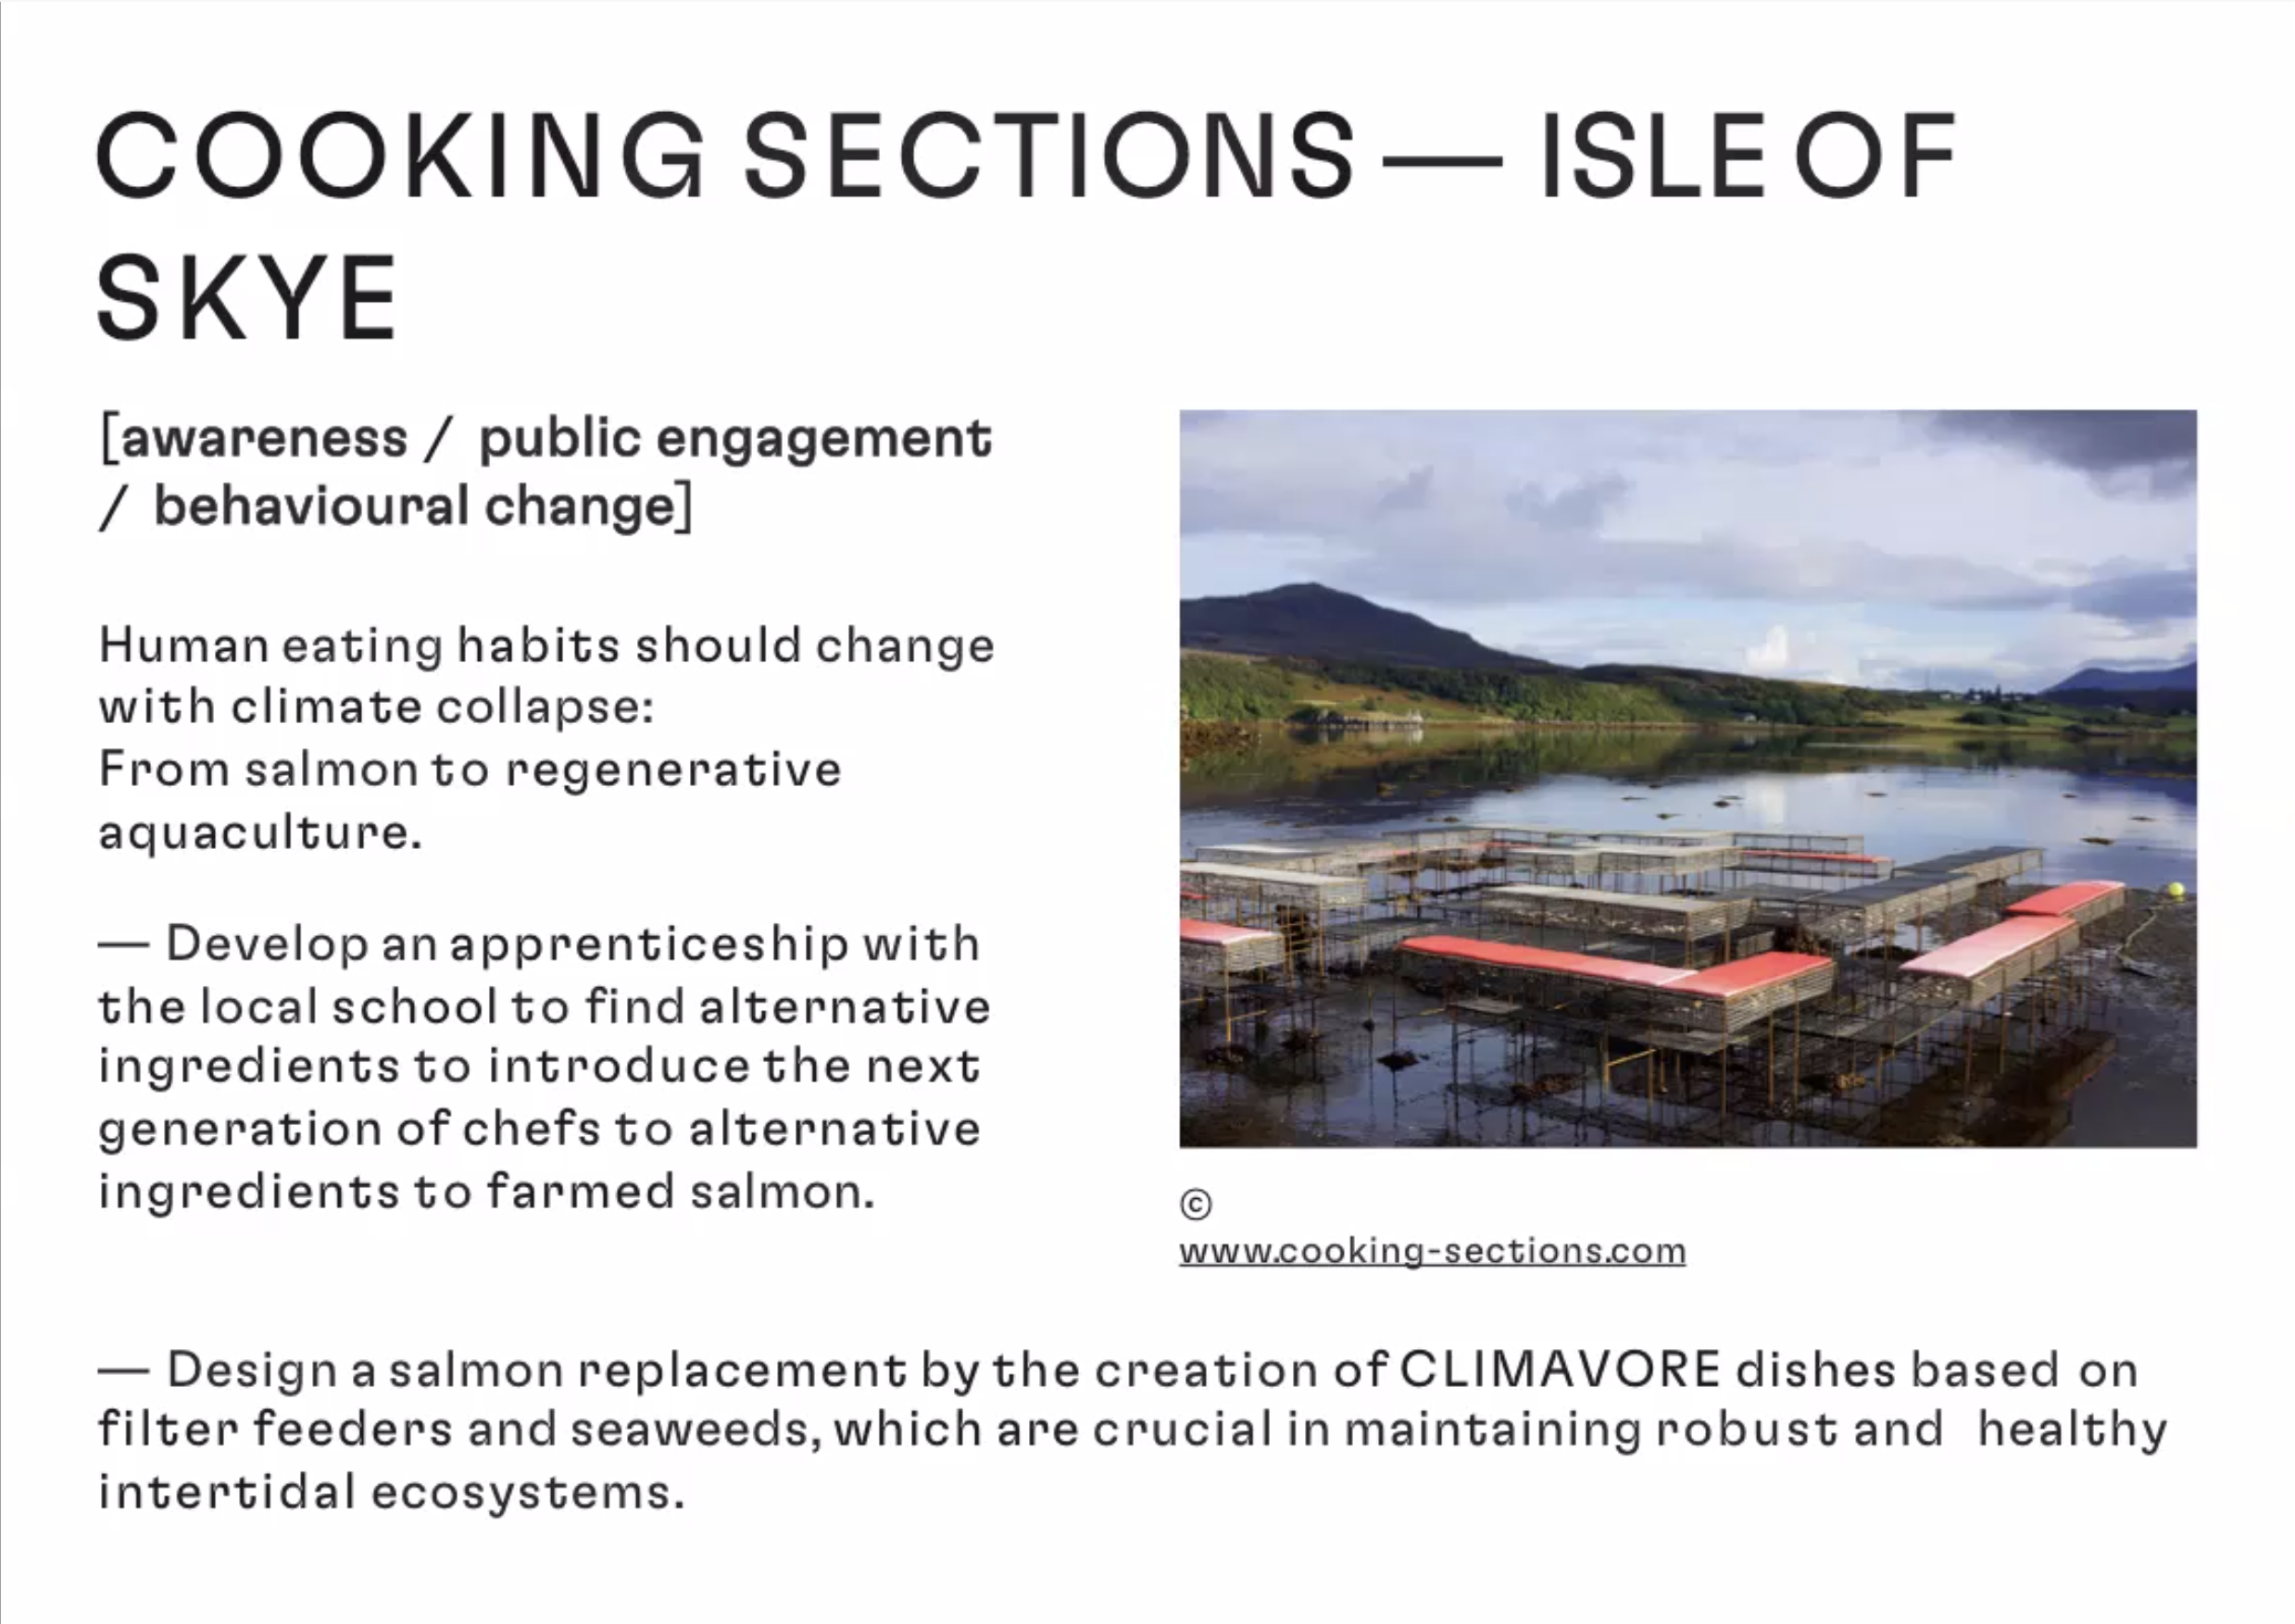 COOKING SECTIONS — ISLE OF
SKYE
[awareness / public engagement
/ behavioural change]
Human eating habits should change
with climate collapse:
From salmon to regenerative
aquaculture.
— Develop an apprenticeship with
the local school to find alternative
ingredients to introduce the next
generation of chefs to alternative
ingredients to farmed salmon.
©
www.cooking-sections.com
— Design a salmon replacement by the creation of CLIMAVORE dishes based on
filter feeders and seaweeds, which are crucial in maintaining robust and healthy
intertidal ecosystems.